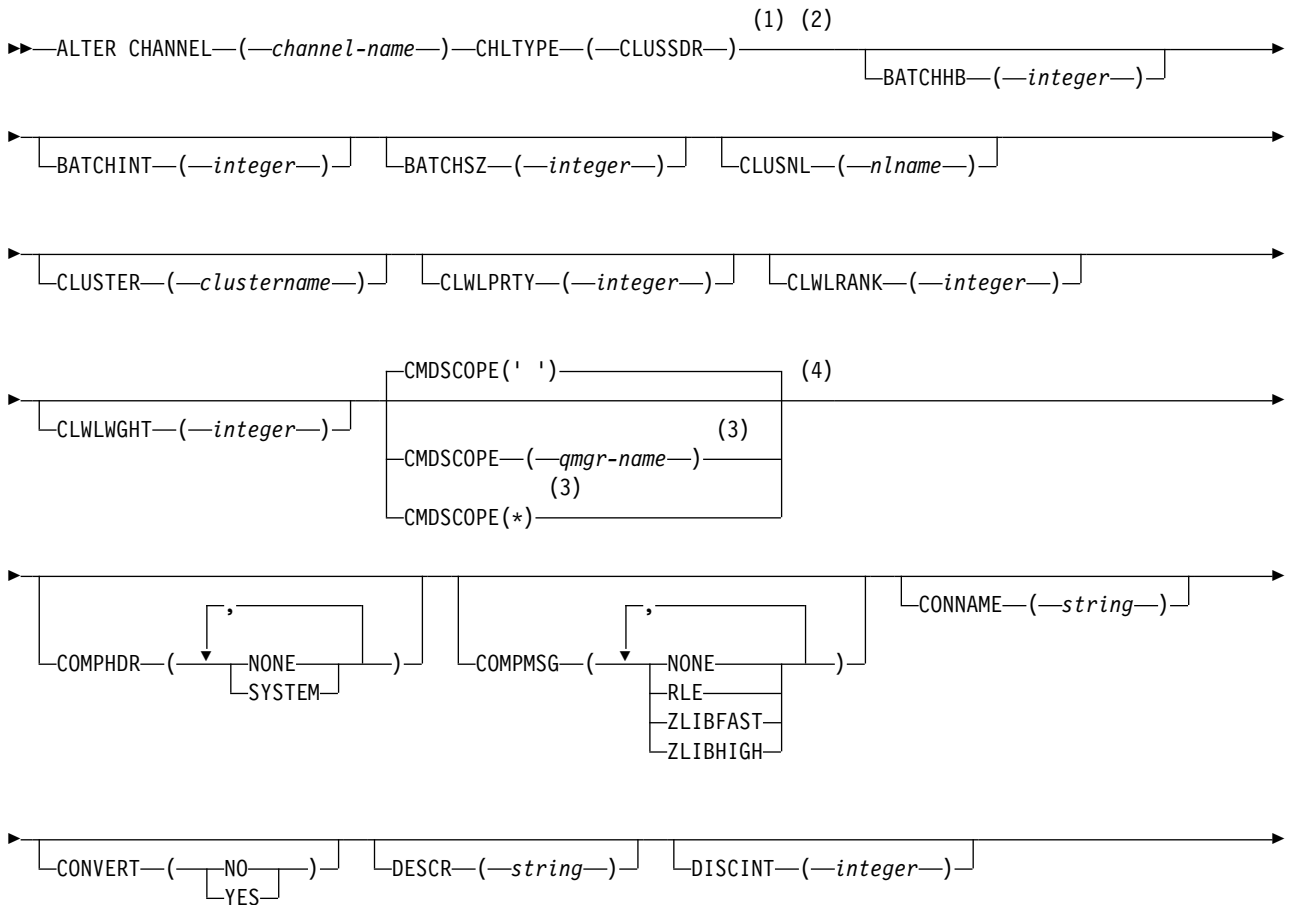 (1) (2)
ALTER CHANNEL (channel-name) CHLTYPE ( CLUSSDR )
BATCHHB (integer)
BATCHINT (integer) BATCHSZ (integer) CLUSNL (nlname)
CLUSTER (clustername) CLWLPRTY (integer) CLWLRANK (integer)
CMDSCOPE(' ') (4)
CLWLWGHT (integer)
(3)
CMDSCOPE (qmgr-name)
(3)
CMDSCOPE(*)
CONNAME (string)
, ,
COMPHDR ( NONE ) COMPMSG ( NONE )
SYSTEM RLE
ZLIBFAST
ZLIBHIGH
CONVERT ( NO ) DESCR (string) DISCINT (integer)
YES